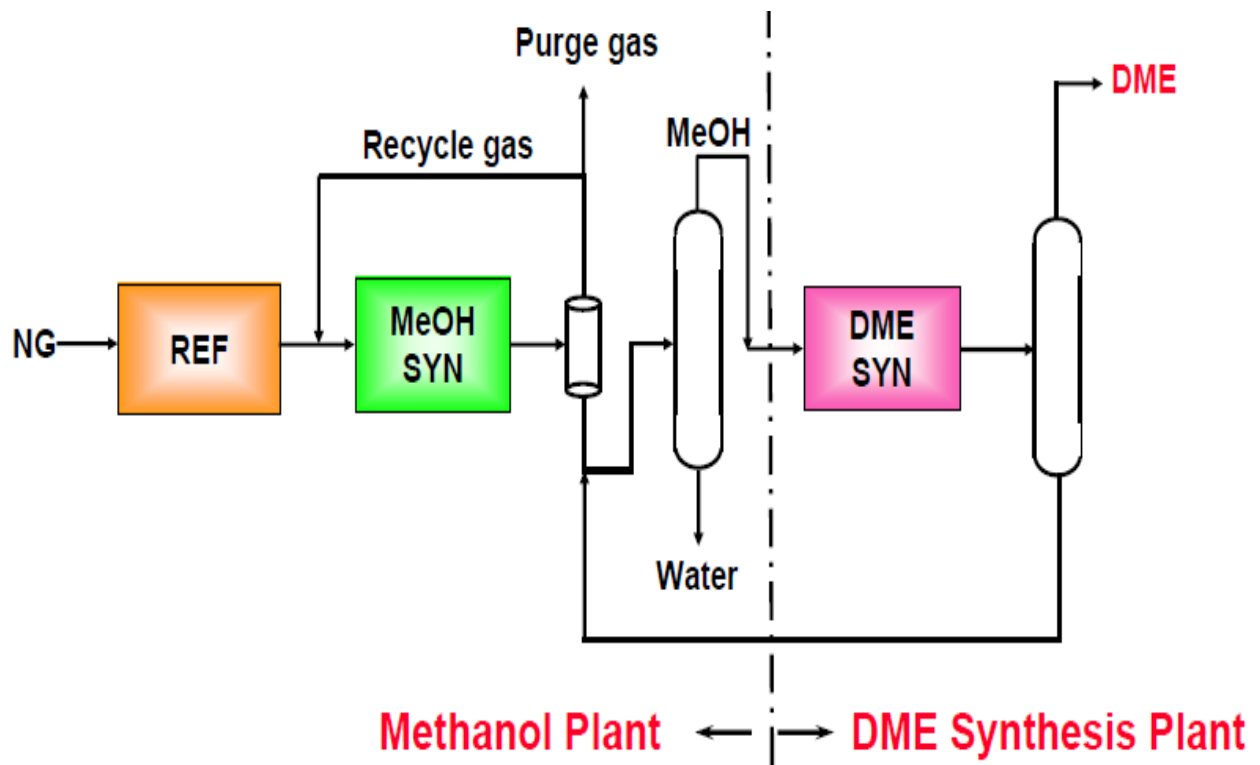 Purge gas
DME
Recycle gas
MeOH
NG
REF
MeOH
SYN
DME
SYN
Water
Methanol Plant
DME Synthesis Plant